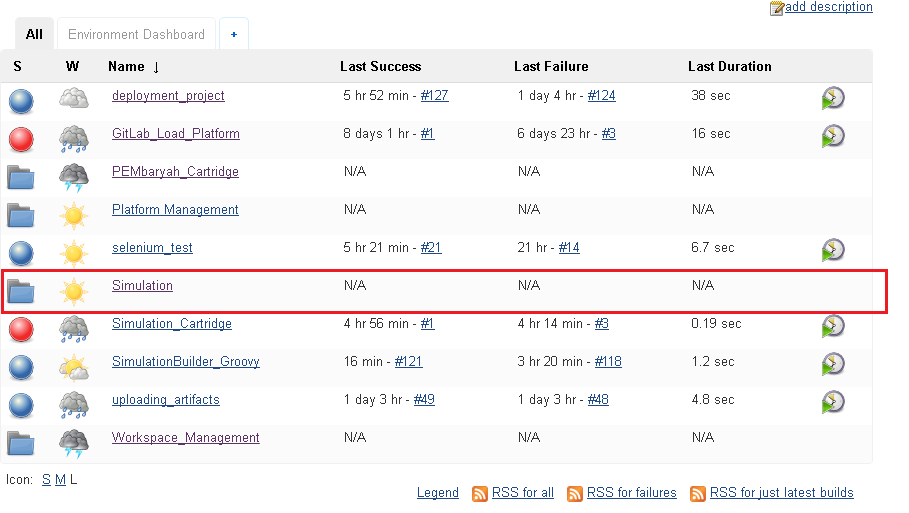 add description
All Environment Dashboard +
S W Name ↓ Last Success Last Failure Last Duration
deployment_project 5 hr 52 min - #127 1 day 4 hr - #124 38 sec
GitLab_Load_Platform 8 days 1 hr - #1 6 days 23 hr - #3 16 sec
PEMbaryah_Cartridge N/A N/A N/A
Platform Management N/A N/A N/A
selenium_test 5 hr 21 min - #21 21 hr - #14 6.7 sec
Simulation N/A N/A N/A
Simulation_Cartridge 4 hr 56 min - #1 4 hr 14 min - #3 0.19 sec
SimulationBuilder_Groovy 16 min - #121 3 hr 20 min - #118 1.2 sec
uploading_artifacts 1 day 3 hr - #49 1 day 3 hr - #48 4.8 sec
Workspace_Management N/A N/A N/A
Icon: S M L
Legend RSS for all RSS for failures RSS for just latest builds